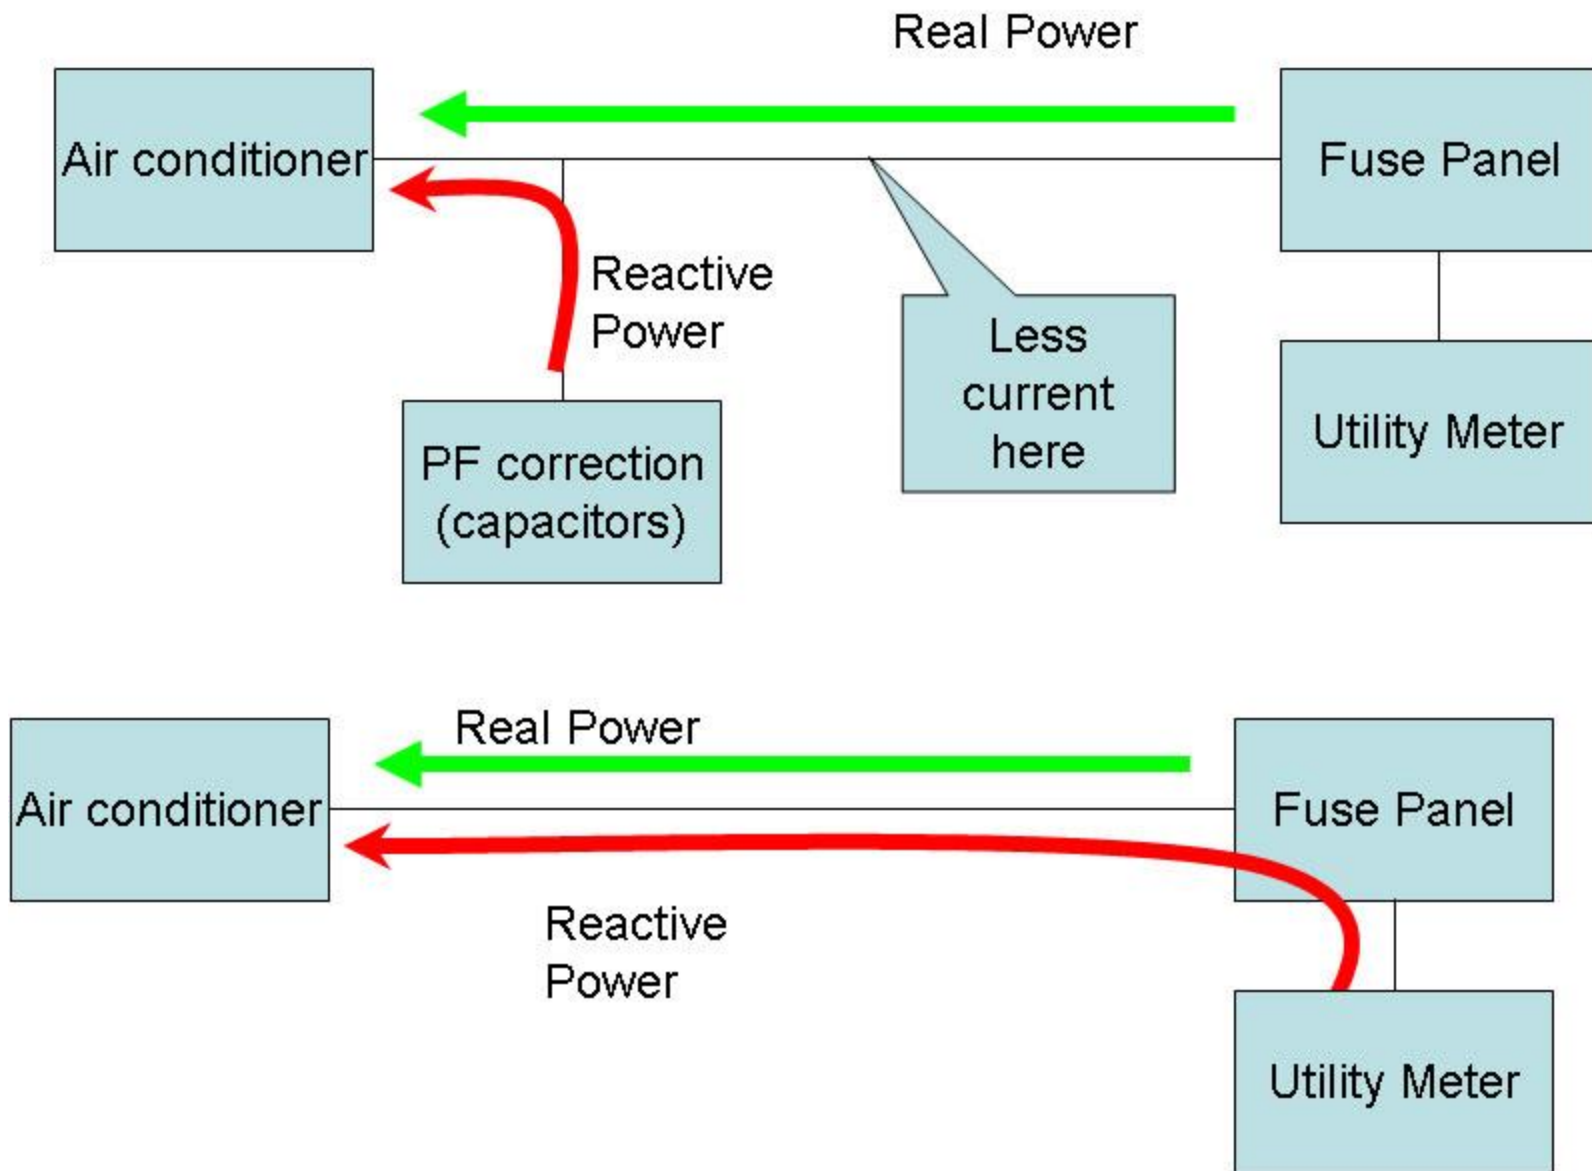 Real Power
Air conditioner
Fuse Panel
Reactive
Power
Less
current
here
Utility Meter
PF correction
(capacitors)
Real Power
Air conditioner
Fuse Panel
Reactive
Power
Utility Meter